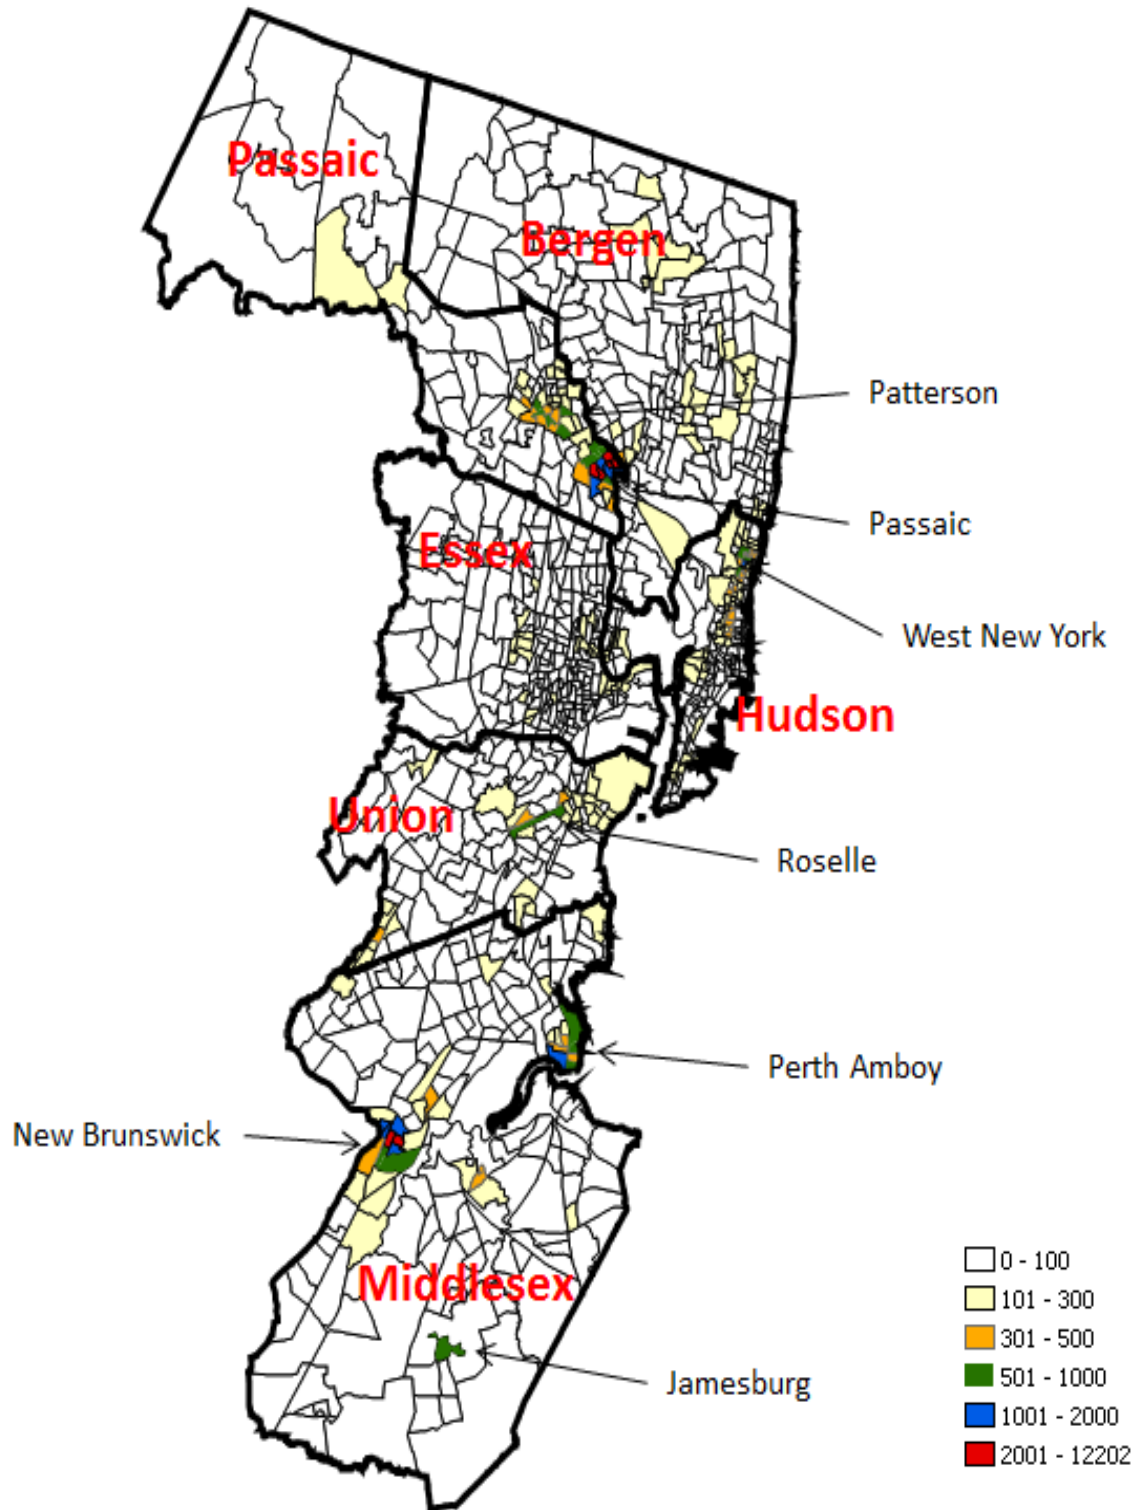 Passaic
Bergen
Patterson
Passaic
Essex
West New York
Hudson
Union
Roselle
Perth Amboy
New Brunswick
Middlesex
Jamesburg
0 - 100
101 - 300
301 - 500
501 - 1000
1001 - 2000
2001 - 12202